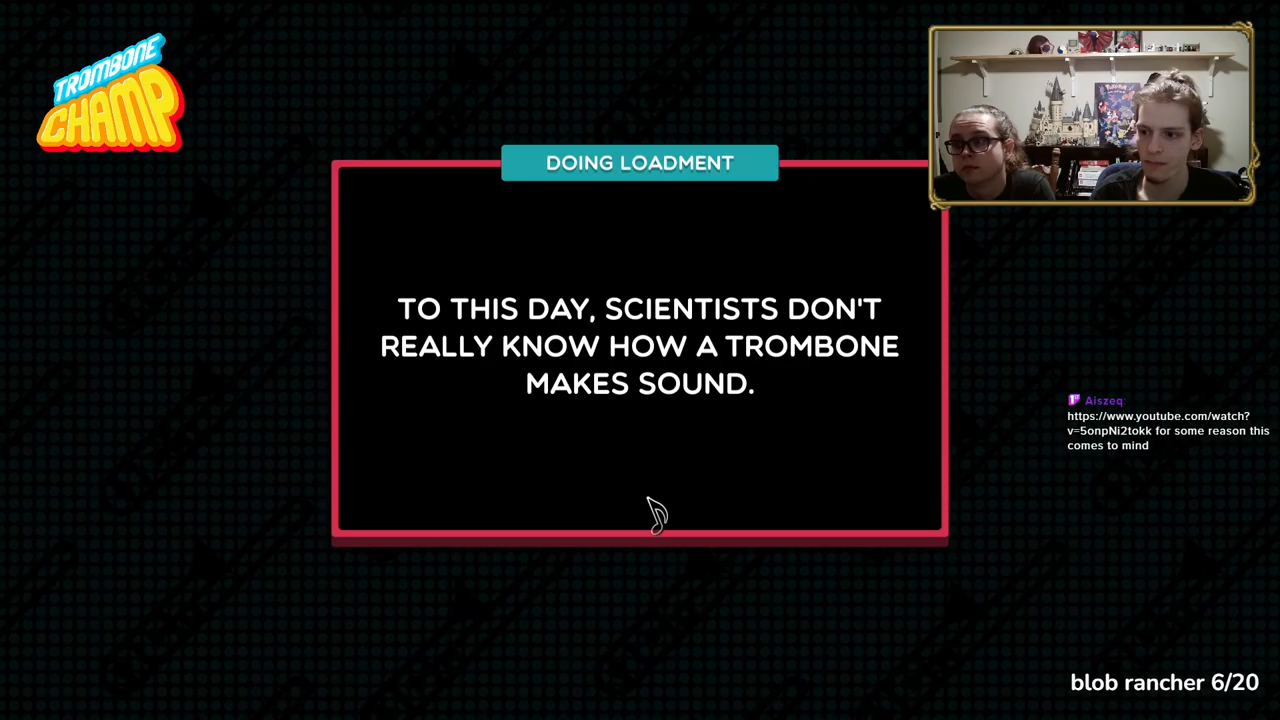 TROMBONE
CHAMP
DOING LOADMENT
TO THIS DAY, SCIENTISTS DON'T
REALLY KNOW HOW A TROMBONE
MAKES SOUND.
Aiszeq:
https://www.youtube.com/watch?
v=5onpNi2tokk for some reason this
comes to mind
blob rancher 6/20